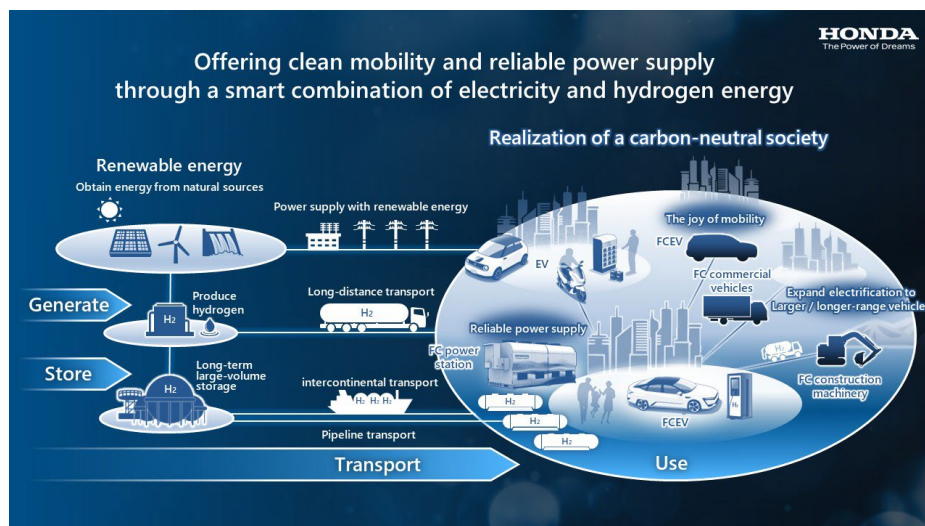 HONDA
The Power of Dreams
Offering clean mobility and reliable power supply
through a smart combination of electricity and hydrogen energy
Realization of a carbon-neutral society
Renewable energy
Obtain energy from natural sources
Power supply with renewable energy
The joy of mobility
FCEV
EV
FC commercial
vehicles
Generate
Produce
hydrogen
H2
Long-distance transport
H2
Expand electrification to
Larger / longer-range vehicle
Reliable power supply
FC power
station
H2
Store
Long-term
large-volume
storage
H2
intercontinental transport
H2 H2 H2
FC construction
machinery
H2
H2
H2
H2
FCEV
Pipeline transport
Transport
Use